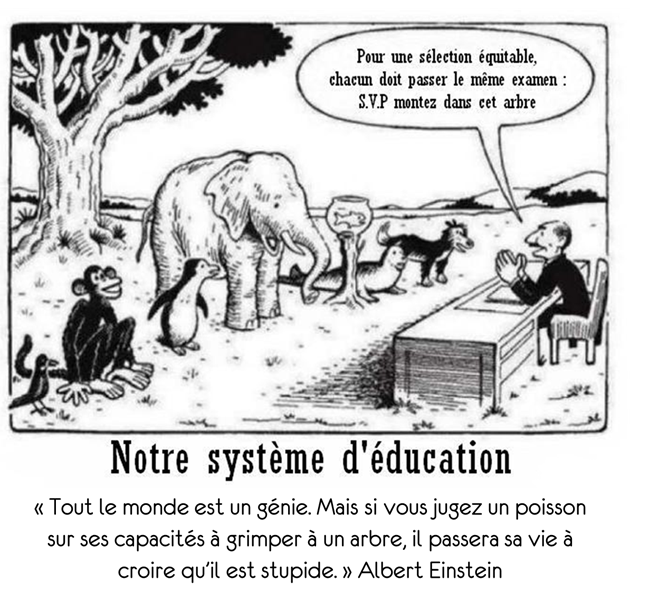 Pour une sélection équitable,
chacun doit passer le même examen :
S.V.P montez dans cet arbre
Notre système d'éducation
« Tout le monde est un génie. Mais si vous jugez un poisson
sur ses capacités à grimper à un arbre, il passera sa vie à
croire qu'il est stupide. » Albert Einstein